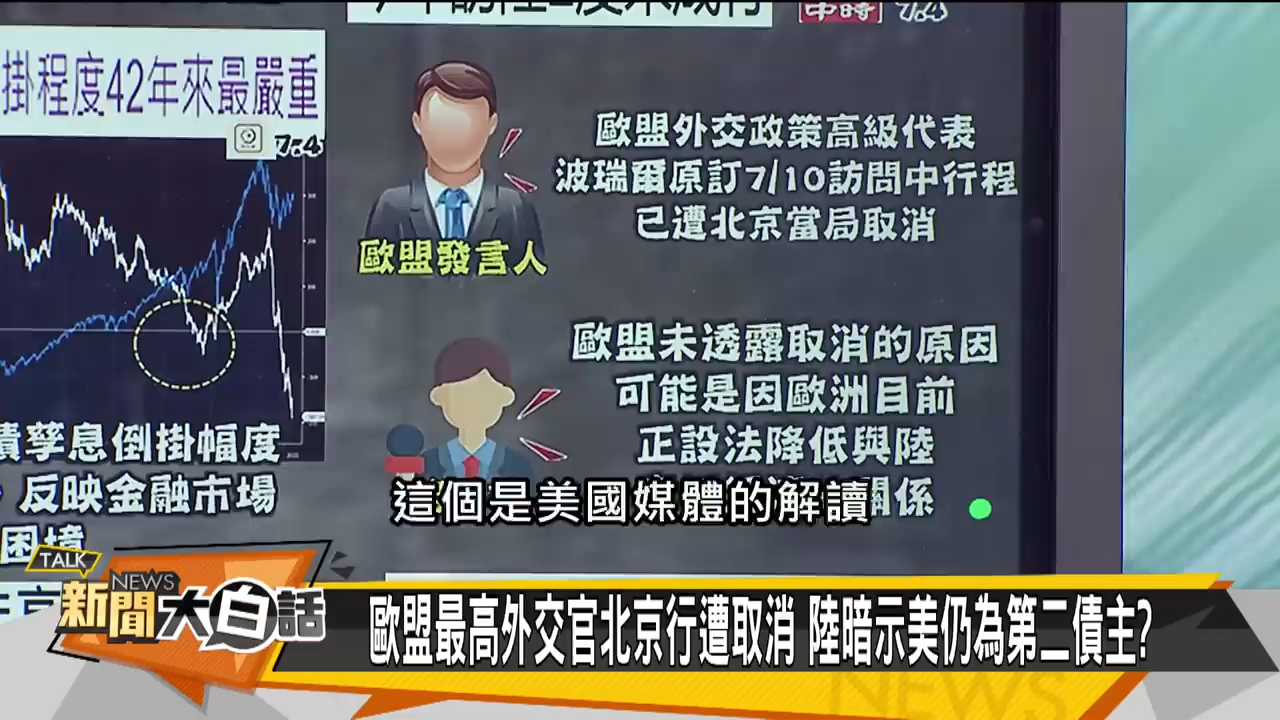 掛程度42年來最嚴重
7.4
7.4
歐盟外交政策高級代表
波瑞爾原訂7/10訪問中行程
已遭北京當局取消
歐盟發言人
歐盟未透露取消的原因
可能是因歐洲目前
正設法降低與陸
關係
債孳息倒掛幅度
反映金融市場
困境
這個是美國媒體的解讀
TALK
NEWS
新聞大白話
歐盟最高外交官北京行遭取消 陸暗示美仍為第二債主?
NEWS